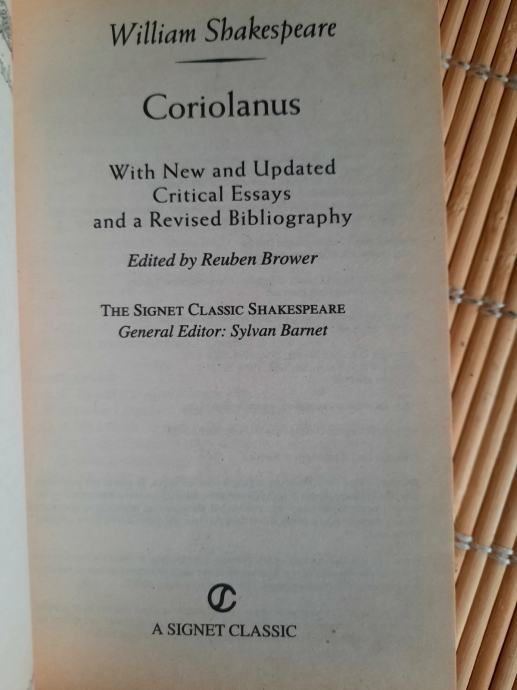 William Shakespeare
Coriolanus
With New and Updated
Critical Essays
and a Revised Bibliography
Edited by Reuben Brower
THE SIGNET CLASSIC SHAKESPEARE
General Editor: Sylvan Barnet
A SIGNET CLASSIC